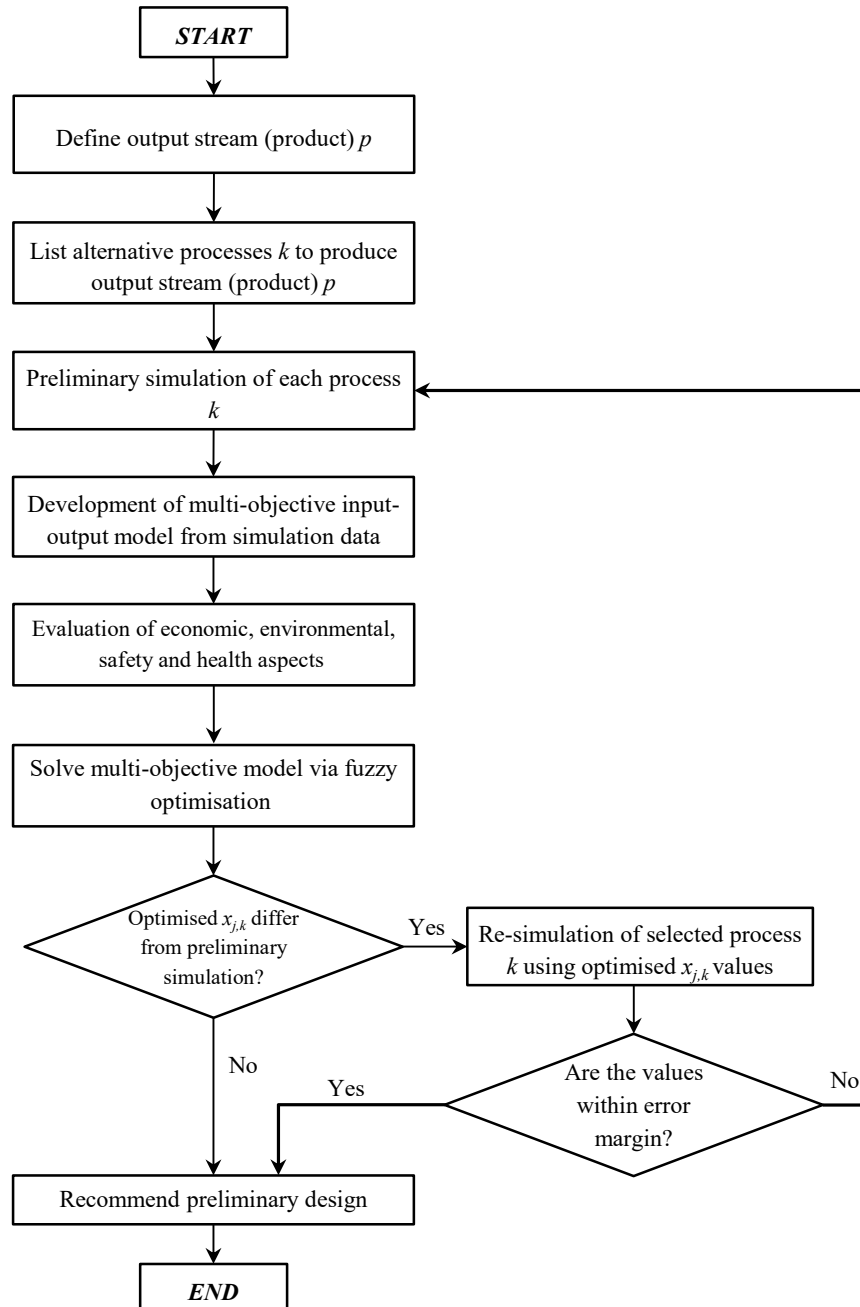 START
Define output stream (product) p
List alternative processes k to produce
output stream (product) p
Preliminary simulation of each process
k
Development of multi-objective input-
output model from simulation data
Evaluation of economic, environmental,
safety and health aspects
Solve multi-objective model via fuzzy
optimisation
Optimised x_{j,k} differ
from preliminary
simulation?
Yes
Re-simulation of selected process
k using optimised x_{j,k} values
No
Yes
Are the values
within error
margin?
No
Recommend preliminary design
END